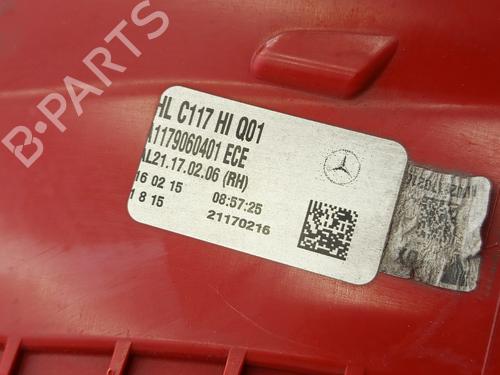 B-PARTS
HL C117 HI Q01
A1179060401 ECE
AL21.17.02.06 (RH)
16 02 15 08:57:25
1 8 15 21170216